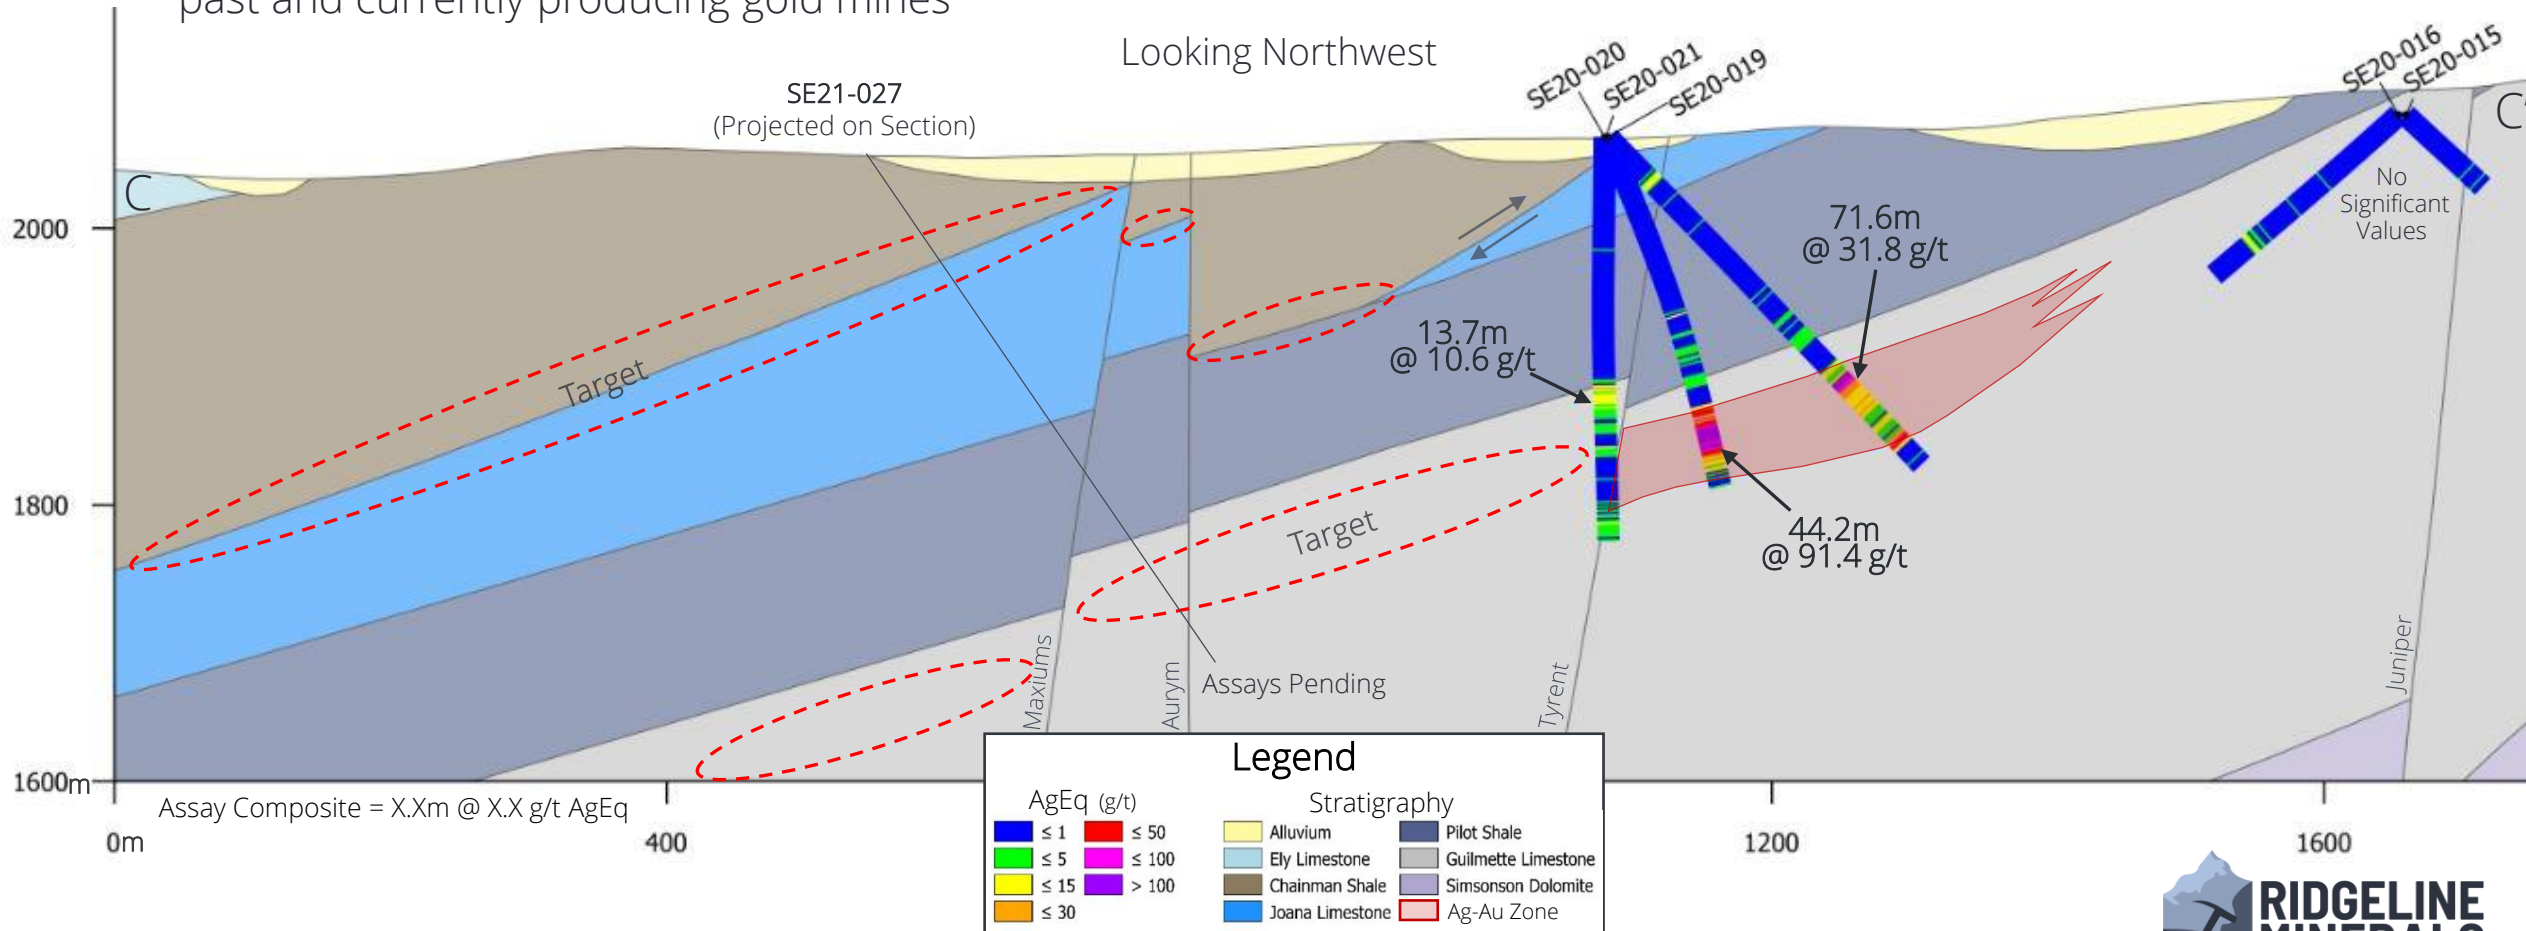 past and currently producing gold mines
Looking Northwest
SE21-027
(Projected on Section)
SE20-020
SE20-021
SE20-019
SE20-016
SE20-015
C
C'
2000
1800
1600m
No
Significant
Values
71.6m
@ 31.8 g/t
13.7m
@ 10.6 g/t
44.2m
@ 91.4 g/t
Target
Target
Assays Pending
Maxiums
Aurym
Tyrent
Juniper
Assay Composite = X.Xm @ X.X g/t AgEq
0m
400
1200
1600
Legend
AgEq (g/t)
≤ 1
≤ 5
≤ 15
≤ 30
≤ 50
≤ 100
> 100
Stratigraphy
Alluvium
Ely Limestone
Chainman Shale
Joana Limestone
Pilot Shale
Guilmette Limestone
Simsonson Dolomite
Ag-Au Zone
RIDGELINE
MINERALS